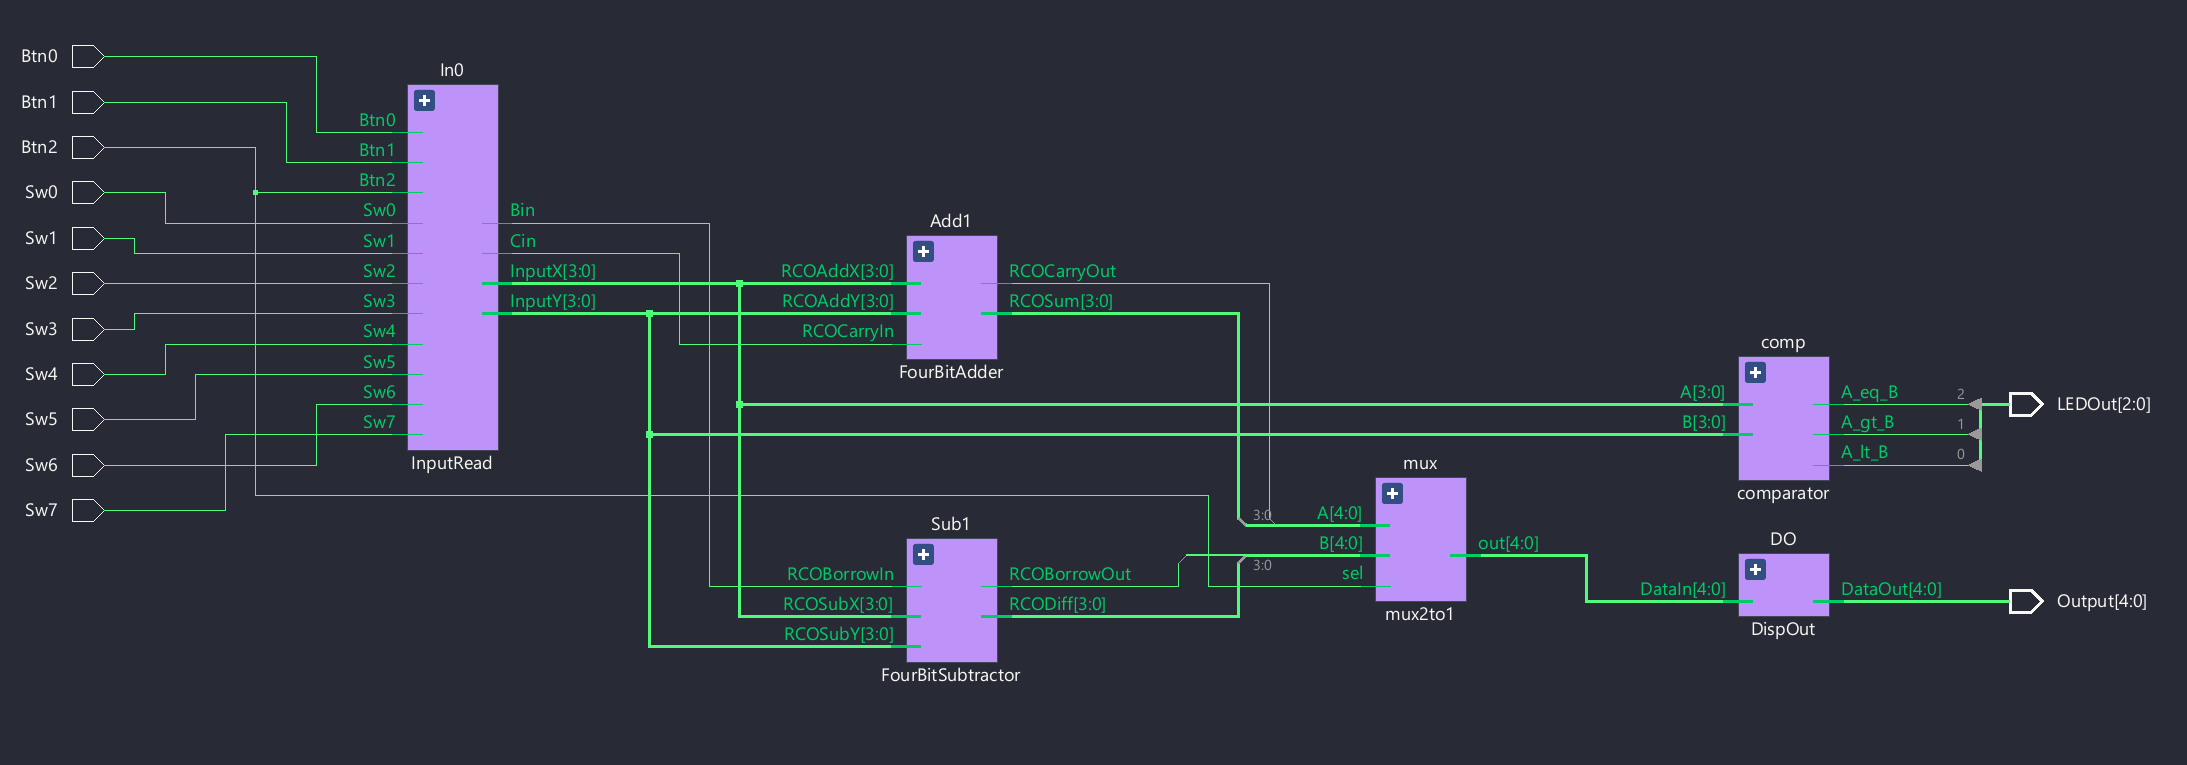 Btn0
Btn1
Btn2
Sw0
Sw1
Sw2
Sw3
Sw4
Sw5
Sw6
Sw7
In0
Btn0
Btn1
Btn2
Sw0
Sw1
Sw2
Sw3
Sw4
Sw5
Sw6
Sw7
Bin
Cin
InputX[3:0]
InputY[3:0]
InputRead
Add1
RCOAddX[3:0]
RCOAddY[3:0]
RCOCarryIn
RCOCarryOut
RCOSum[3:0]
FourBitAdder
Sub1
RCOBorrowIn
RCOSubX[3:0]
RCOSubY[3:0]
RCOBorrowOut
RCODiff[3:0]
FourBitSubtractor
mux
3:0
A[4:0]
B[4:0]
3:0
sel
out[4:0]
mux2to1
comp
A[3:0]
B[3:0]
A_eq_B
2
A_gt_B
1
A_lt_B
0
comparator
LEDOut[2:0]
DO
DataIn[4:0]
DataOut[4:0]
DispOut
Output[4:0]